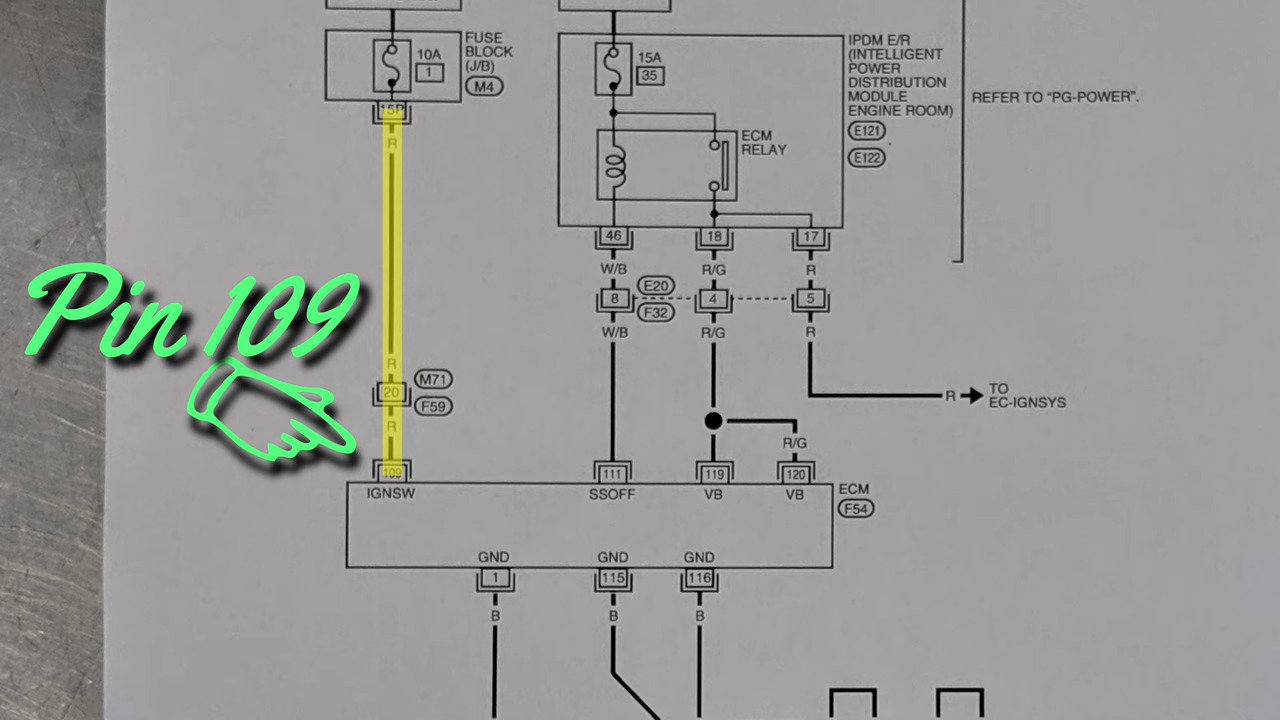 FUSE
BLOCK
(J/B)
M4
10A
1
15P
R
R
20
M71
F59
R
109
IGNSW
Pin 109
15A
35
IPDM E/R
(INTELLIGENT
POWER
DISTRIBUTION
MODULE
ENGINE ROOM)
E121
E122
REFER TO "PG-POWER".
ECM
RELAY
46
18
17
W/B
R/G
R
8
E20
F32
4
5
W/B
R/G
R
R
TO
EC-IGNSYS
R/G
111
119
120
SSOFF
VB
VB
ECM
F54
GND
GND
GND
1
115
116
B
B
B